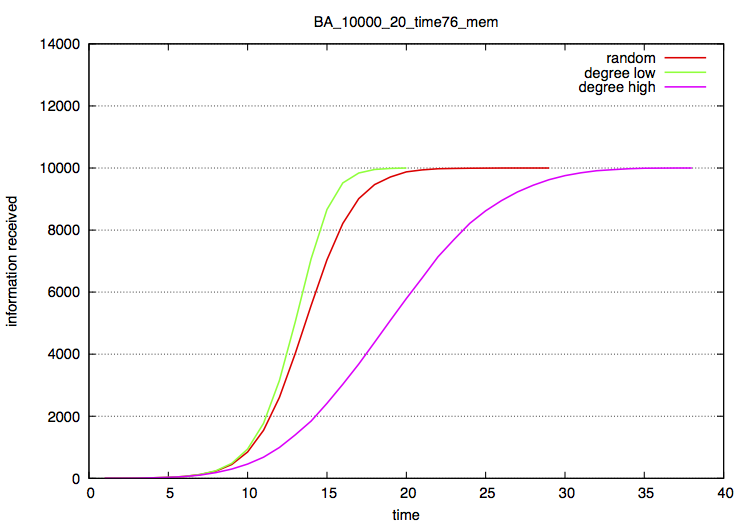 BA_10000_20_time76_mem
14000
12000
10000
8000
6000
4000
2000
0
information received
random
degree low
degree high
0 5 10 15 20 25 30 35 40
time